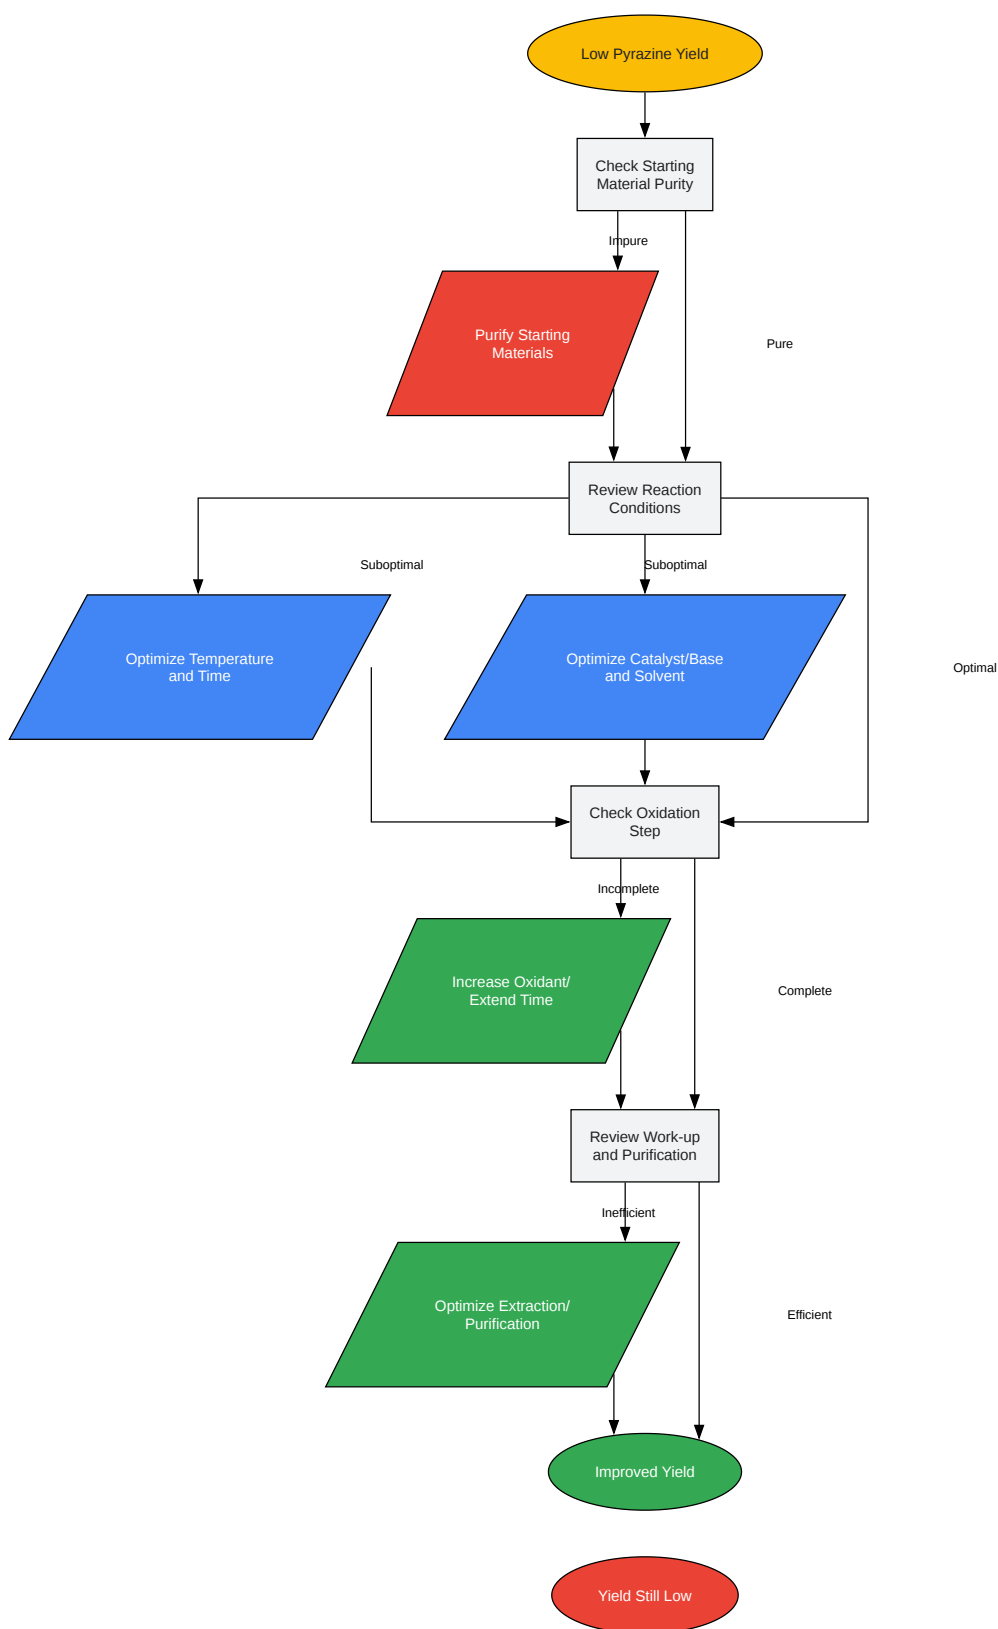 Low Pyrazine Yield
Check Starting
Material Purity
Impure
Purify Starting
Materials
Pure
Review Reaction
Conditions
Suboptimal
Suboptimal
Optimize Temperature
and Time
Optimize Catalyst/Base
and Solvent
Optimal
Check Oxidation
Step
Incomplete
Increase Oxidant/
Extend Time
Complete
Review Work-up
and Purification
Inefficient
Optimize Extraction/
Purification
Efficient
Improved Yield
Yield Still Low